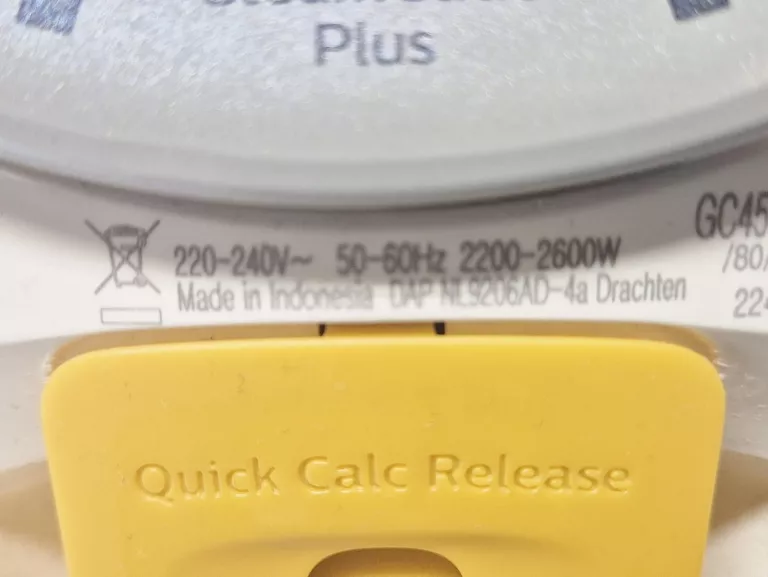 Plus
220-240V~ 50-60Hz 2200-2600W
Made in Indonesia DAP NL9206AD-4a Drachten
GC45
/80/
224
Quick Calc Release